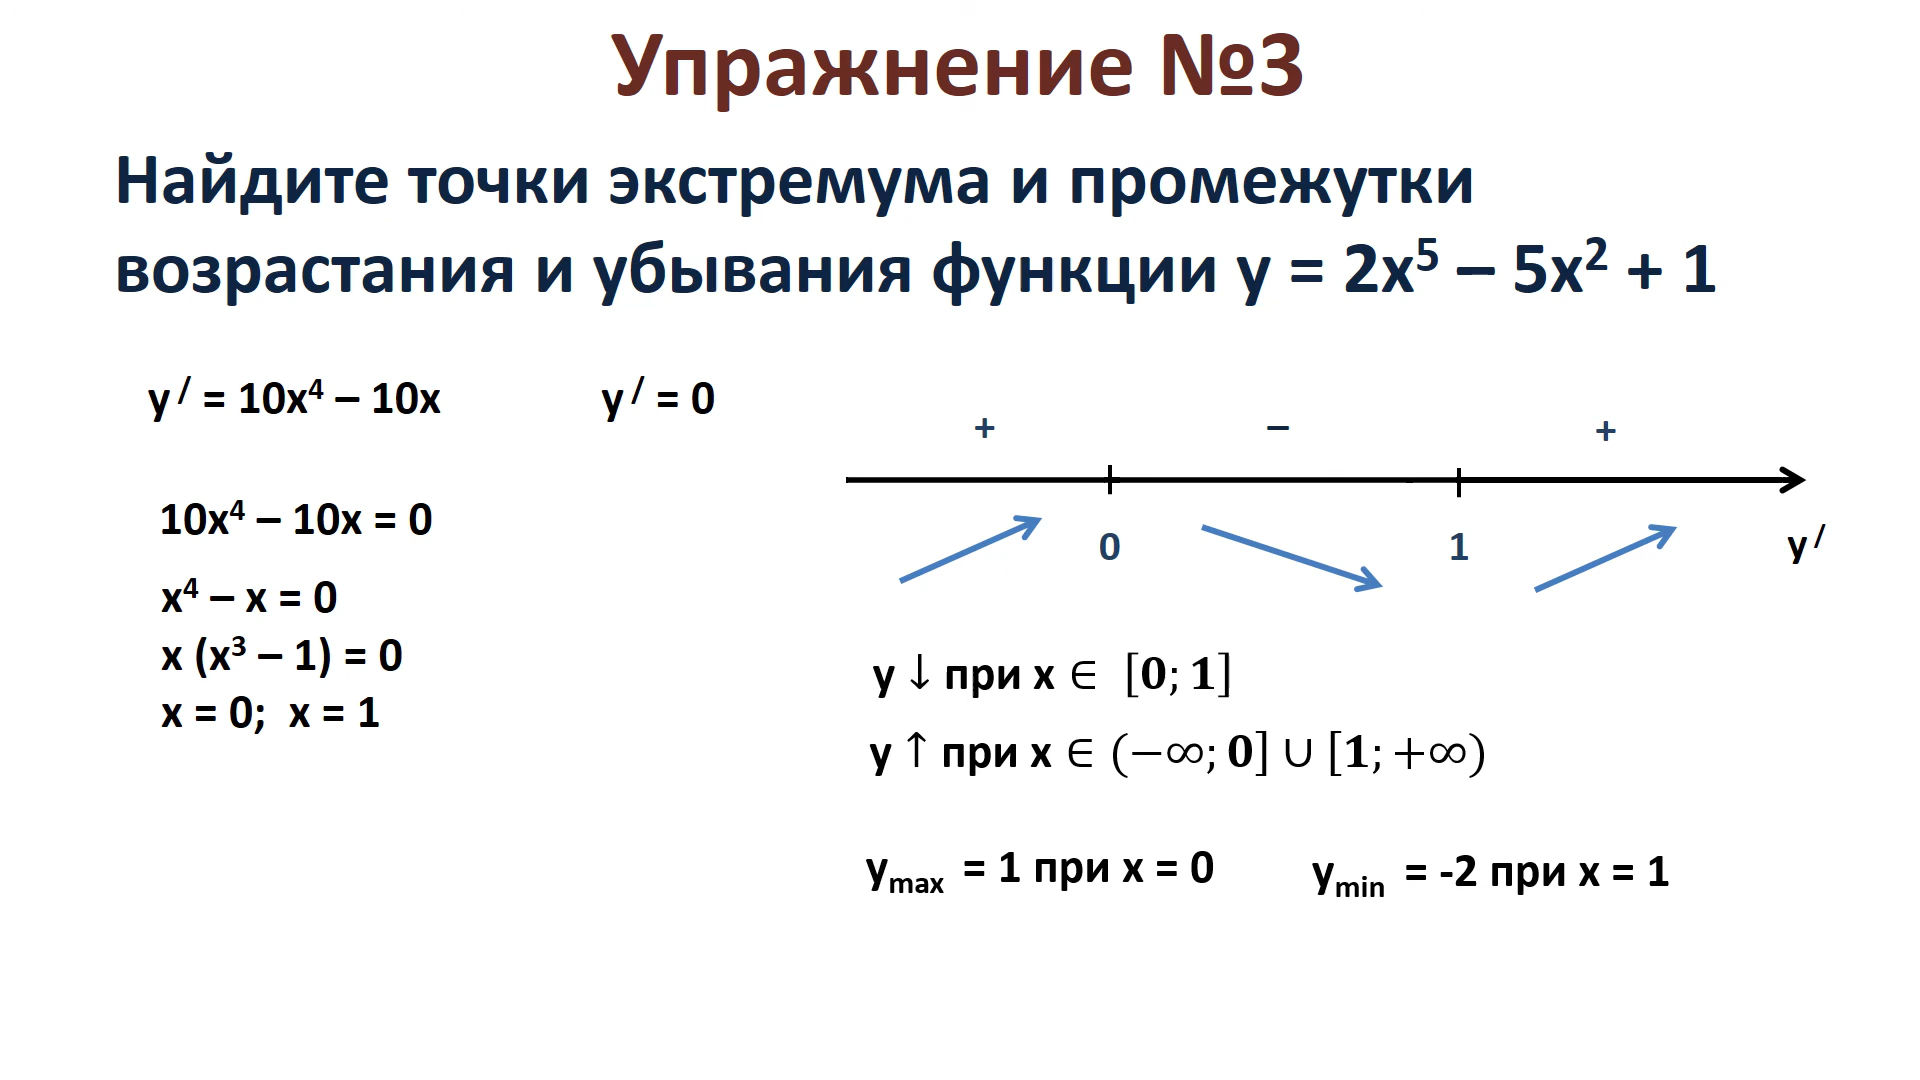 Упражнение №3
Найдите точки экстремума и промежутки
возрастания и убывания функции y = 2x⁵ – 5x² + 1
y / = 10x⁴ – 10x
y / = 0
10x⁴ – 10x = 0
x⁴ – x = 0
x (x³ – 1) = 0
x = 0; x = 1
+ – +
0 1 y /
y ↓ при x ∈ [0; 1]
y ↑ при x ∈ (−∞; 0] ∪ [1; +∞)
yₘₐₓ = 1 при x = 0
yₘᵢₙ = -2 при x = 1